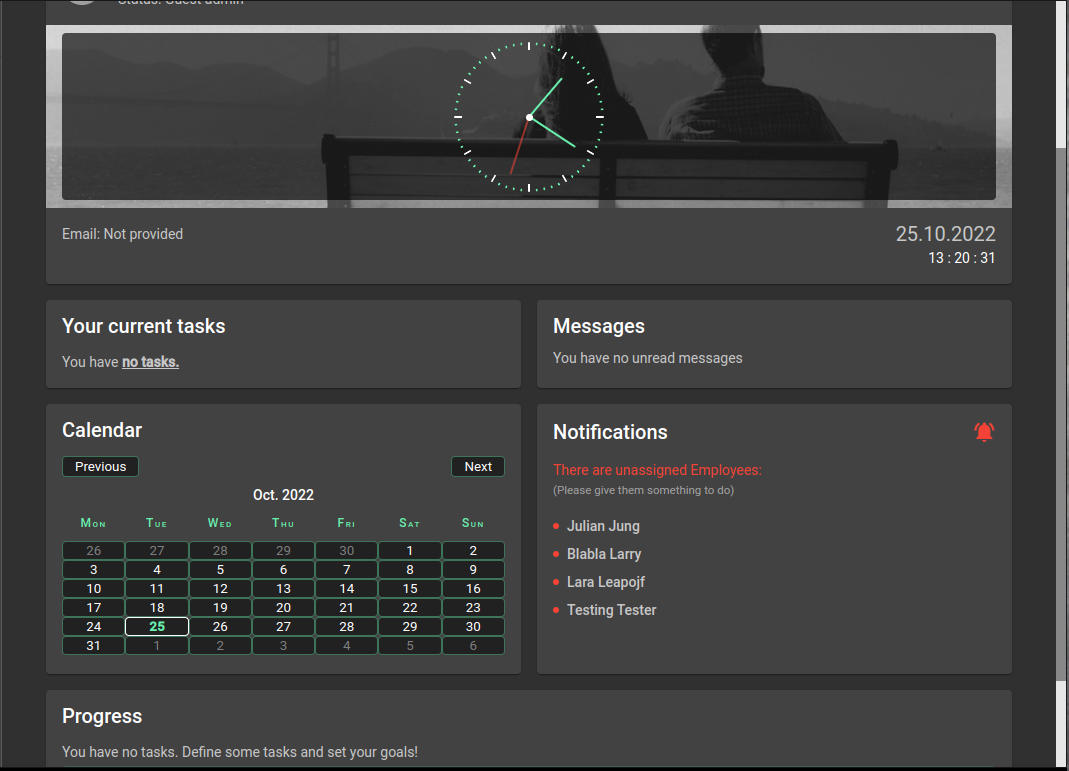 Status: Guest admin
Email: Not provided
25.10.2022
13 : 20 : 31
Your current tasks
You have no tasks.
Messages
You have no unread messages
Calendar
Previous
Next
Oct. 2022
Mon Tue Wed Thu Fri Sat Sun
26 27 28 29 30 1 2
3 4 5 6 7 8 9
10 11 12 13 14 15 16
17 18 19 20 21 22 23
24 25 26 27 28 29 30
31 1 2 3 4 5 6
Notifications
There are unassigned Employees:
(Please give them something to do)
Julian Jung
Blabla Larry
Lara Leapojf
Testing Tester
Progress
You have no tasks. Define some tasks and set your goals!